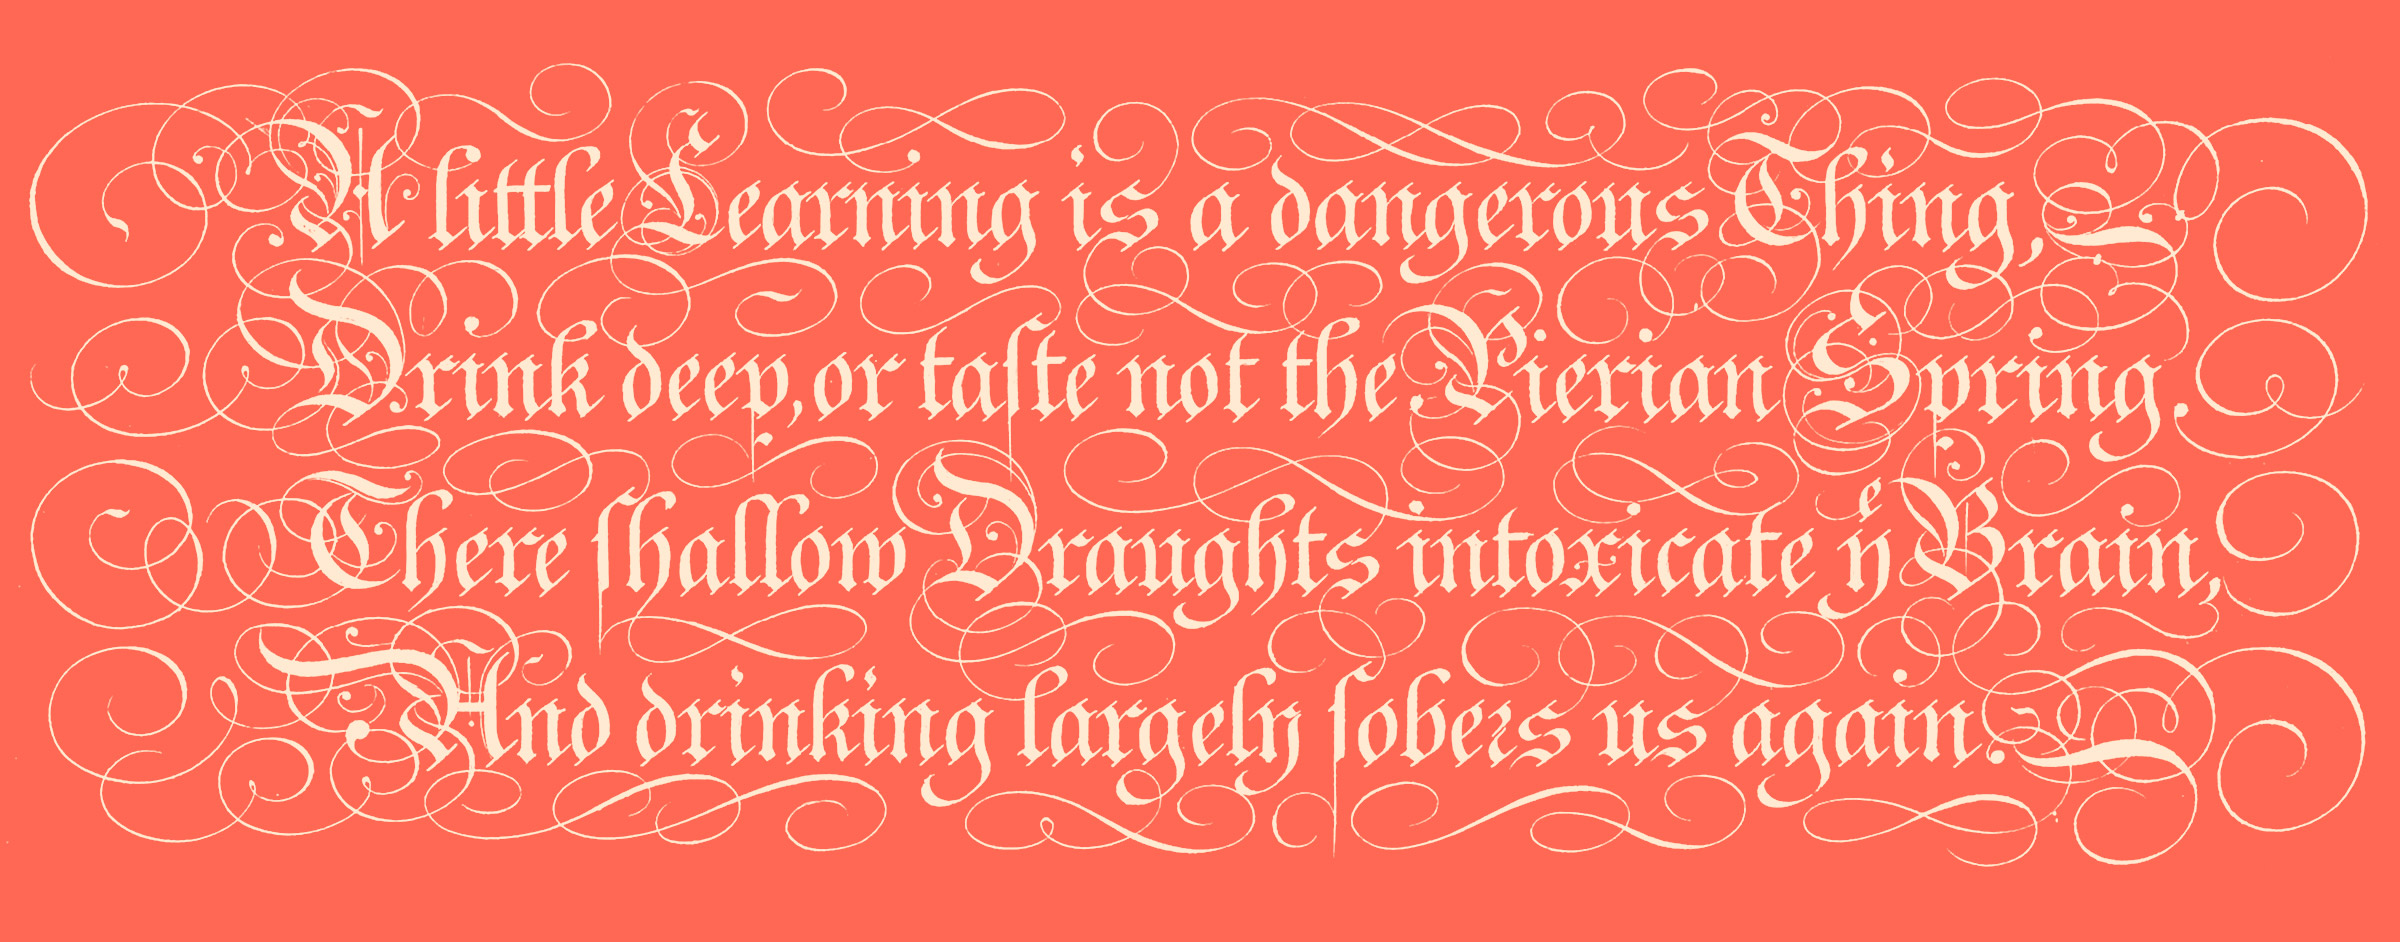 A little Learning is a dangerous Thing,
Drink deep, or taſte not the Pierian Spring.
There ſhallow Draughts intoxicate yͤ Brain,
And drinking largely ſobers us again.